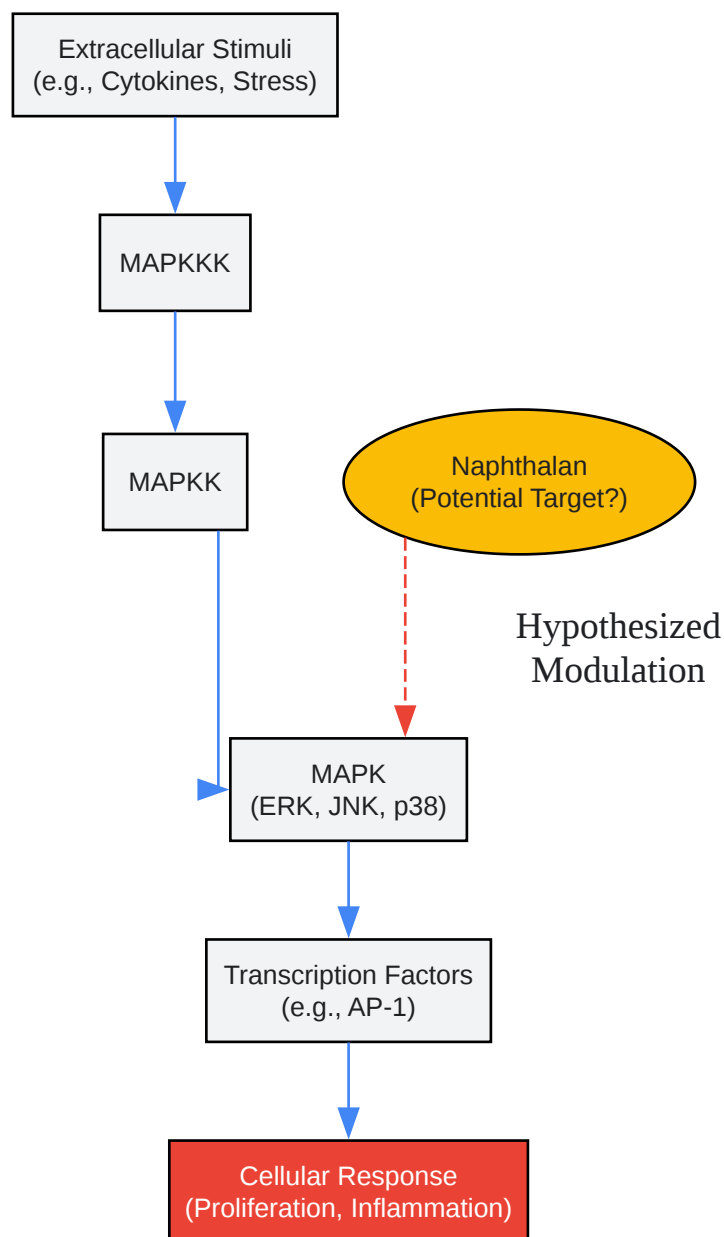 Extracellular Stimuli
(e.g., Cytokines, Stress)
MAPKKK
MAPKK
Naphthalan
(Potential Target?)
Hypothesized
Modulation
MAPK
(ERK, JNK, p38)
Transcription Factors
(e.g., AP-1)
Cellular Response
(Proliferation, Inflammation)